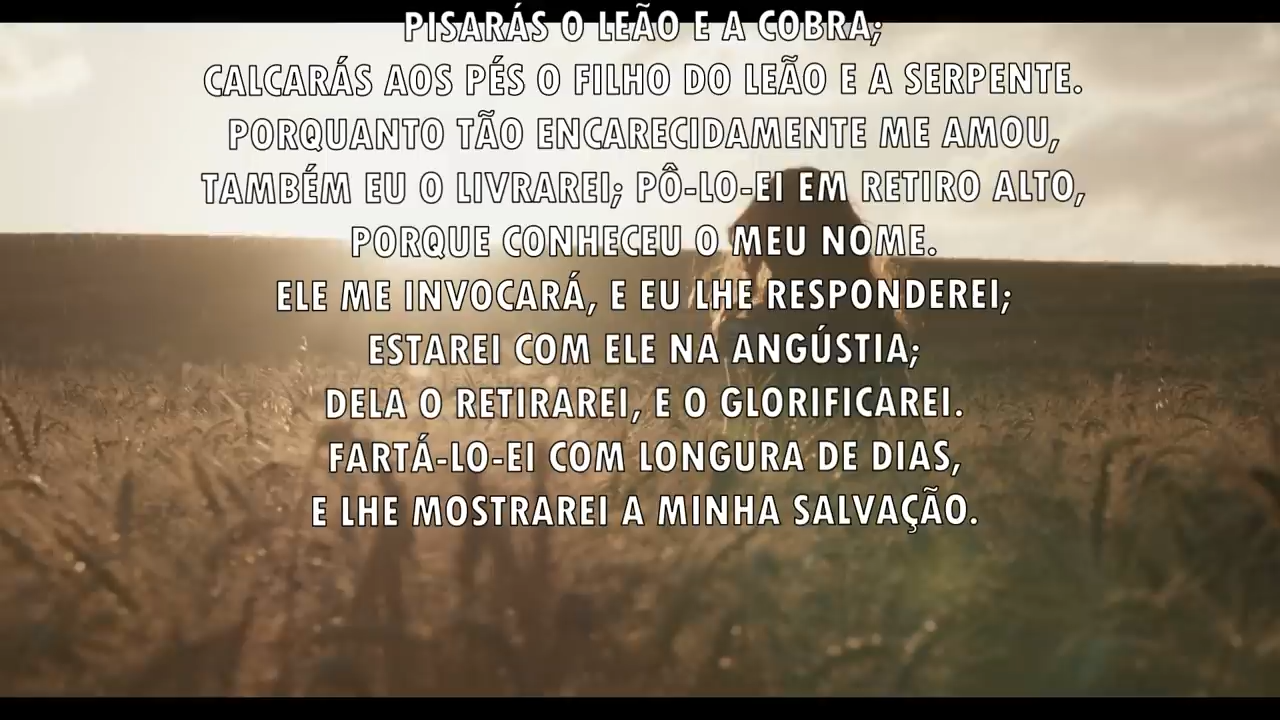 PISARÁS O LEÃO E A COBRA;
CALCARÁS AOS PÉS O FILHO DO LEÃO E A SERPENTE.
PORQUANTO TÃO ENCARECIDAMENTE ME AMOU,
TAMBÉM EU O LIVRAREI; PÔ-LO-EI EM RETIRO ALTO,
PORQUE CONHECEU O MEU NOME.
ELE ME INVOCARÁ, E EU LHE RESPONDEREI;
ESTAREI COM ELE NA ANGÚSTIA;
DELA O RETIRAREI, E O GLORIFICAREI.
FARTÁ-LO-EI COM LONGURA DE DIAS,
E LHE MOSTRAREI A MINHA SALVAÇÃO.